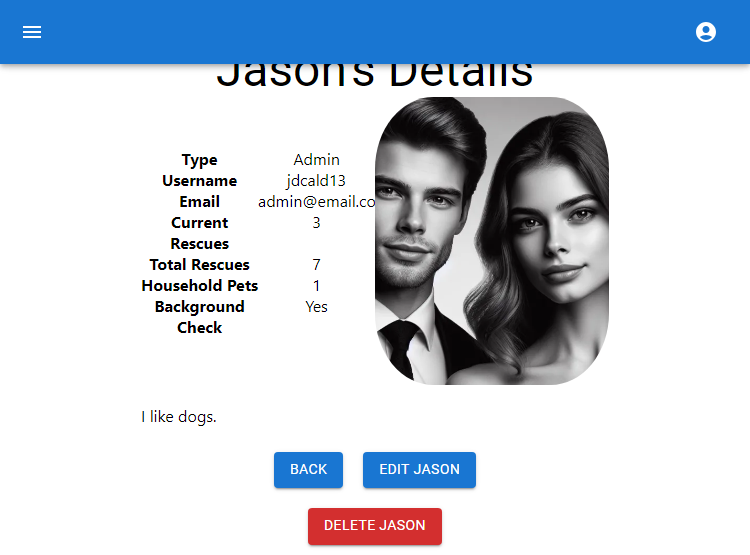 Jason's Details
Type Admin
Username jdcald13
Email admin@email.co
Current 3
Rescues
Total Rescues 7
Household Pets 1
Background Yes
Check
I like dogs.
BACK EDIT JASON
DELETE JASON